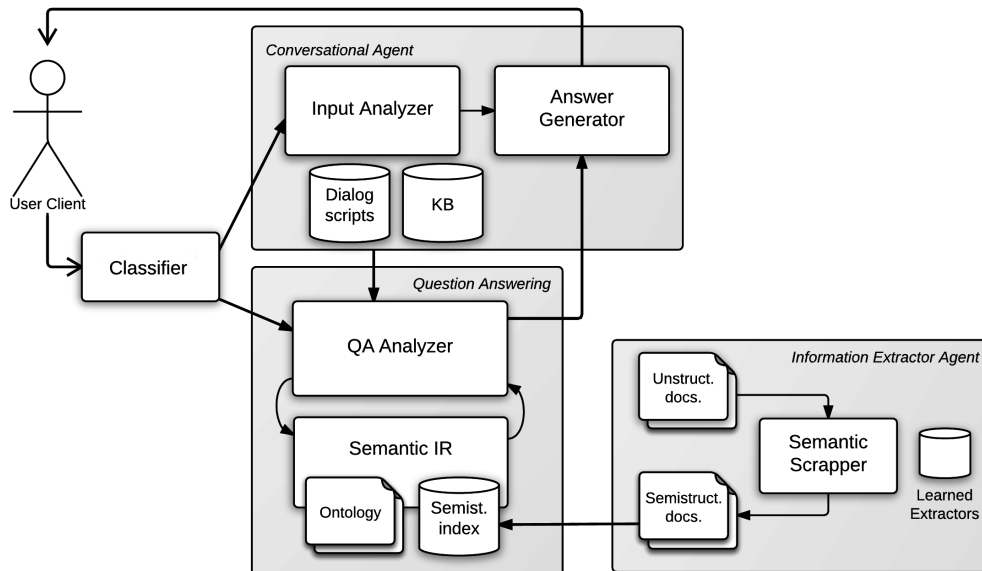 Conversational Agent
Input Analyzer
Answer
Generator
Dialog
scripts
KB
User Client
Classifier
Question Answering
QA Analyzer
Semantic IR
Ontology
Semist.
index
Information Extractor Agent
Unstruct.
docs.
Semantic
Scrapper
Semistruct.
docs.
Learned
Extractors